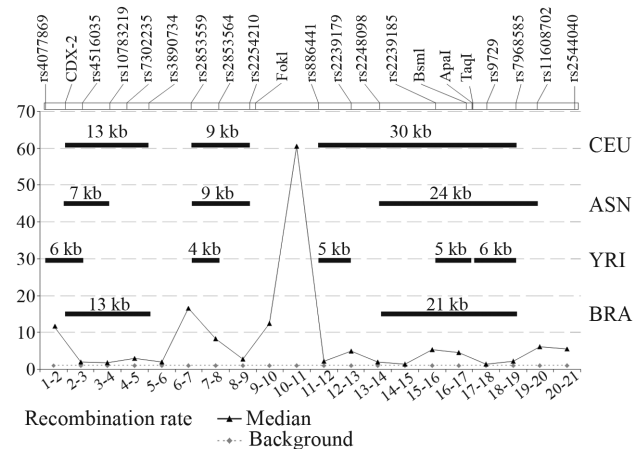 rs4077869 CDX-2 rs4516035 rs10783219 rs7302235 rs3890734 rs2853559 rs2853564 rs2254210 FokI rs886441 rs2239179 rs2248098 rs2239185 BsmI ApaI TaqI rs9729 rs7968585 rs11608702 rs2544040
70
13 kb 9 kb 30 kb CEU
60
50
7 kb 9 kb 24 kb ASN
40
6 kb 4 kb 5 kb 5 kb 6 kb YRI
30
20
13 kb 21 kb BRA
10
0
1-2 2-3 3-4 4-5 5-6 6-7 7-8 8-9 9-10 10-11 11-12 12-13 13-14 14-15 15-16 16-17 17-18 18-19 19-20 20-21
Recombination rate Median
Background